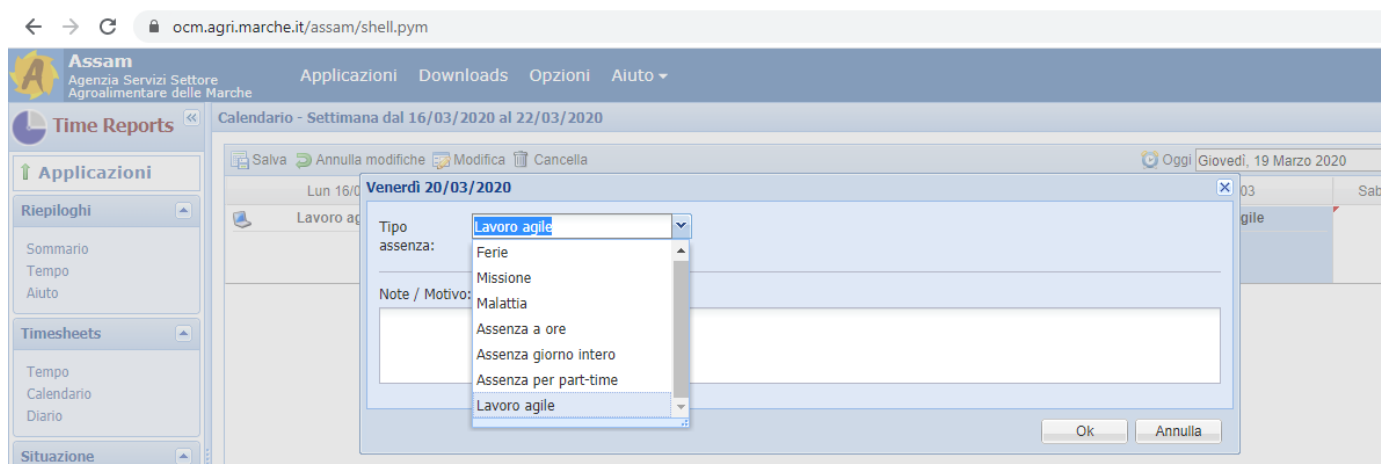 ocm.agri.marche.it/assam/shell.pym
Assam
Agenzia Servizi Settore
Agroalimentare delle Marche
Applicazioni Downloads Opzioni Aiuto
Time Reports
Calendario - Settimana dal 16/03/2020 al 22/03/2020
Applicazioni
Salva Annulla modifiche Modifica Cancella
Oggi Giovedì, 19 Marzo 2020
Lun 16/0
03
Sab
Lavoro ag
gile
Riepiloghi
Sommario
Tempo
Aiuto
Timesheets
Tempo
Calendario
Diario
Situazione
Venerdì 20/03/2020
Tipo
assenza:
Lavoro agile
Ferie
Missione
Malattia
Assenza a ore
Assenza giorno intero
Assenza per part-time
Lavoro agile
Note / Motivo:
Ok
Annulla